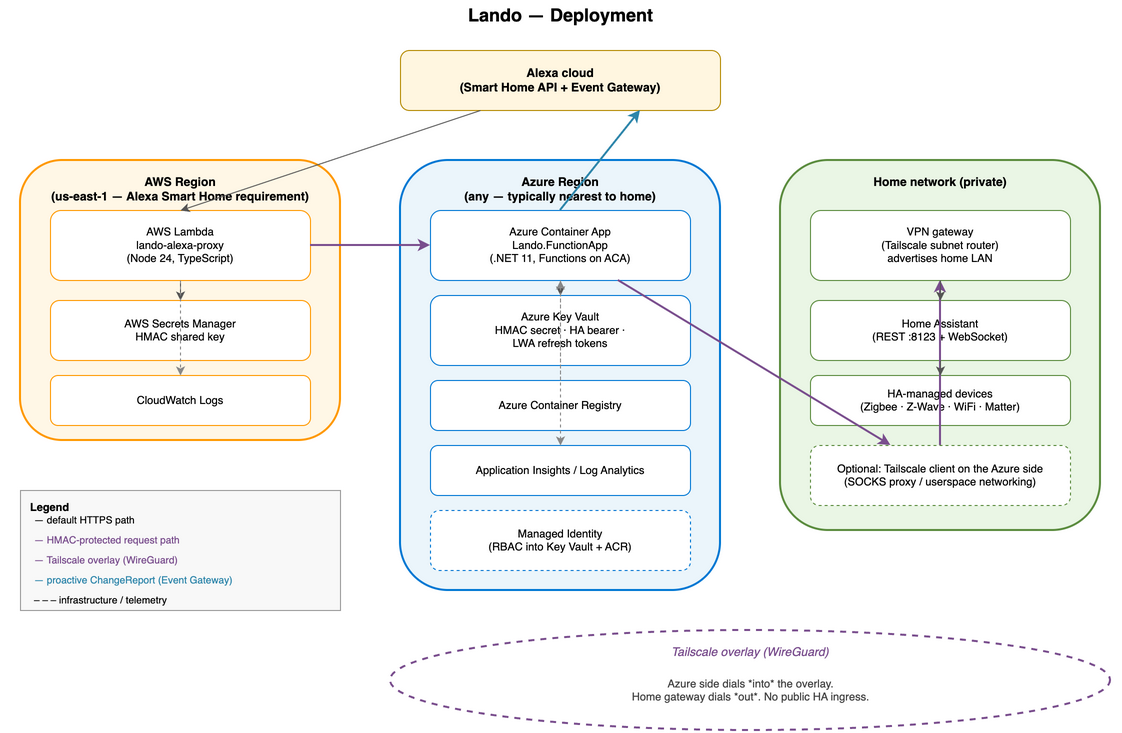 Lando — Deployment
Alexa cloud
(Smart Home API + Event Gateway)
AWS Region
(us-east-1 — Alexa Smart Home requirement)
AWS Lambda
lando-alexa-proxy
(Node 24, TypeScript)
AWS Secrets Manager
HMAC shared key
CloudWatch Logs
Azure Region
(any — typically nearest to home)
Azure Container App
Lando.FunctionApp
(.NET 11, Functions on ACA)
Azure Key Vault
HMAC secret · HA bearer ·
LWA refresh tokens
Azure Container Registry
Application Insights / Log Analytics
Managed Identity
(RBAC into Key Vault + ACR)
Home network (private)
VPN gateway
(Tailscale subnet router)
advertises home LAN
Home Assistant
(REST :8123 + WebSocket)
HA-managed devices
(Zigbee · Z-Wave · WiFi · Matter)
Optional: Tailscale client on the Azure side
(SOCKS proxy / userspace networking)
Legend
— default HTTPS path
— HMAC-protected request path
— Tailscale overlay (WireGuard)
— proactive ChangeReport (Event Gateway)
– – – infrastructure / telemetry
Tailscale overlay (WireGuard)
Azure side dials *into* the overlay.
Home gateway dials *out*. No public HA ingress.